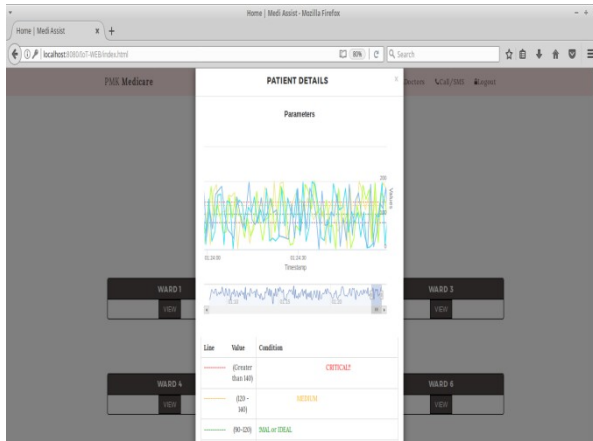 Home | Medi Assist - Mozilla Firefox
Home | Medi Assist x +
localhost:8080/IoT-WEB/index.html 80% Search
PMK Medicare Doctors Call/SMS Logout
PATIENT DETAILS
Parameters
200
Values
01:24:00 01:24:30
Timestamp
WARD 1 WARD 3
VIEW VIEW
Line Value Condition
(Greater than 140) CRITICAL!
(120 - 140) MEDIUM
(90-120) MAL or IDEAL
WARD 4 WARD 6
VIEW VIEW